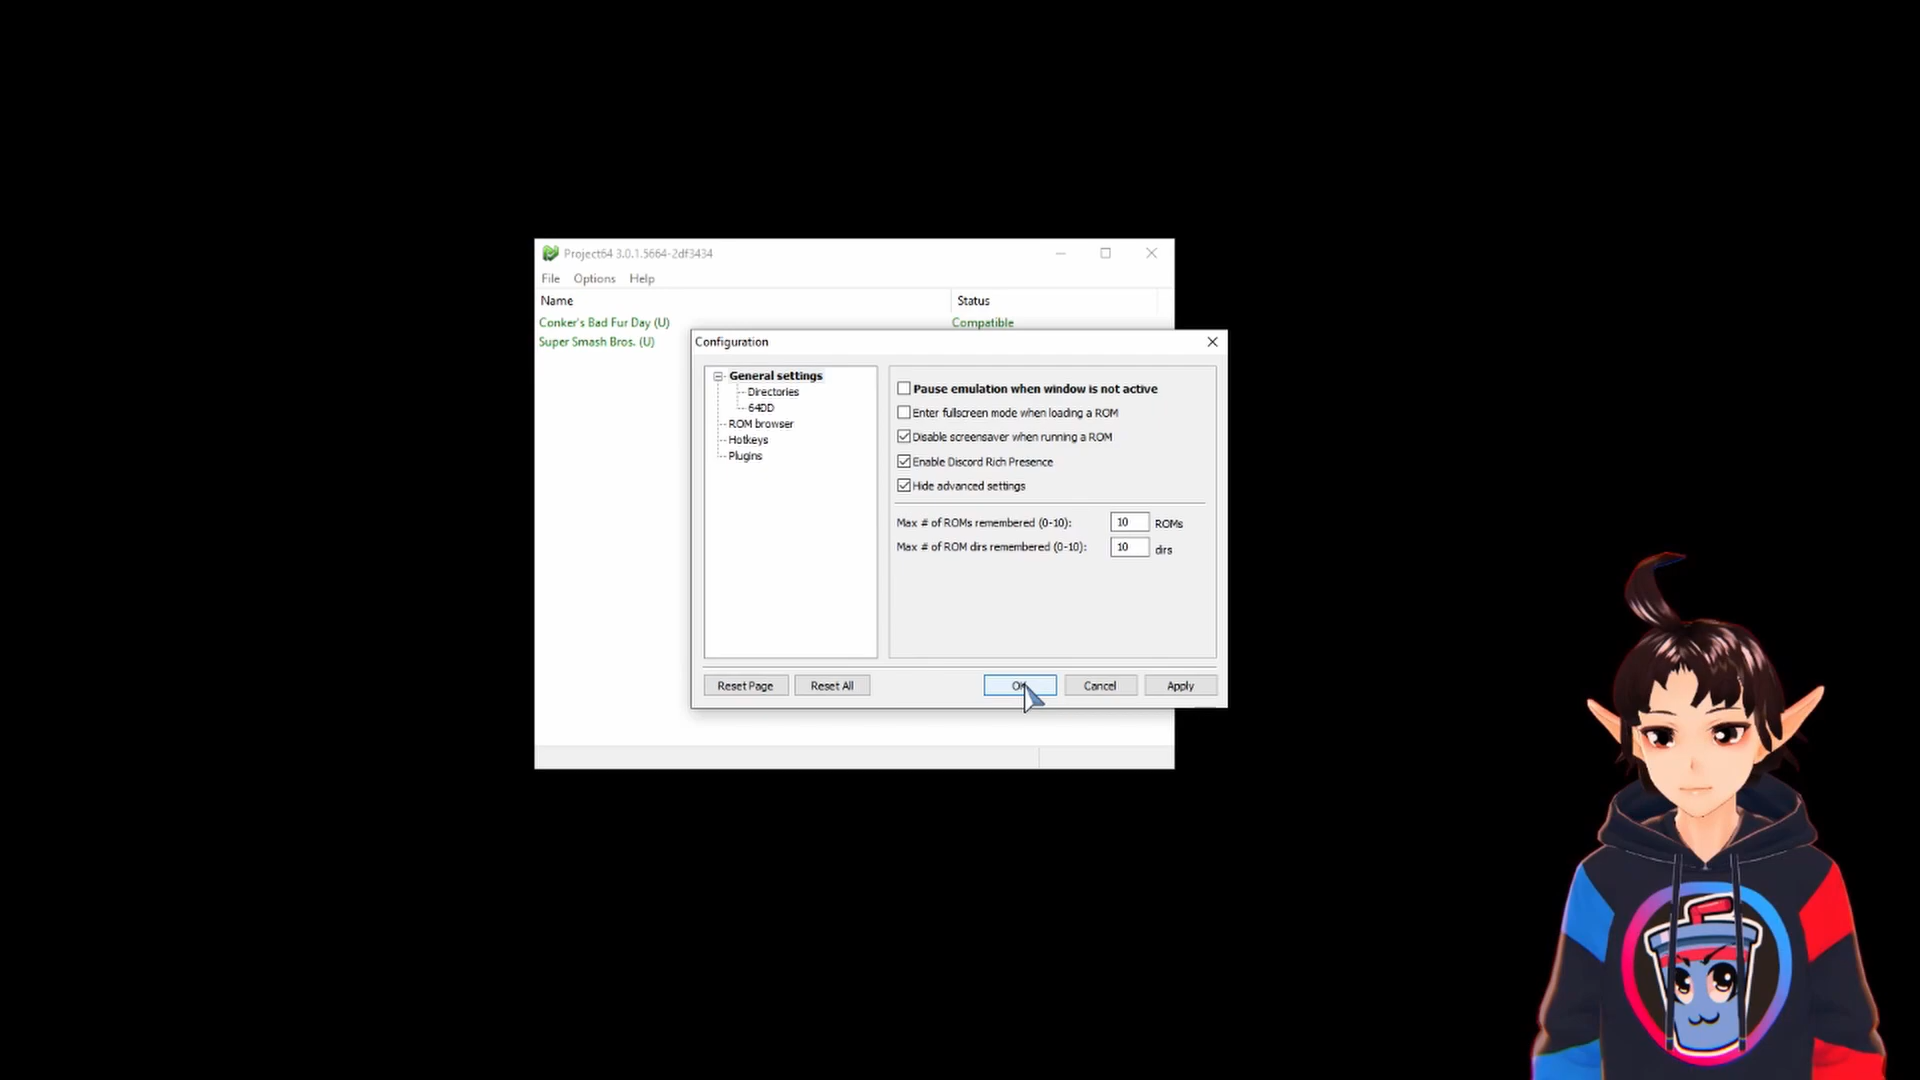 Project64 3.0.1.5664-2df3434
File Options Help
Name Status
Conker's Bad Fur Day (U) Compatible
Super Smash Bros. (U)
Configuration
General settings
Directories
64DD
ROM browser
Hotkeys
Plugins
Pause emulation when window is not active
Enter fullscreen mode when loading a ROM
Disable screensaver when running a ROM
Enable Discord Rich Presence
Hide advanced settings
Max # of ROMs remembered (0-10): 10 ROMs
Max # of ROM dirs remembered (0-10): 10 dirs
Reset Page Reset All OK Cancel Apply